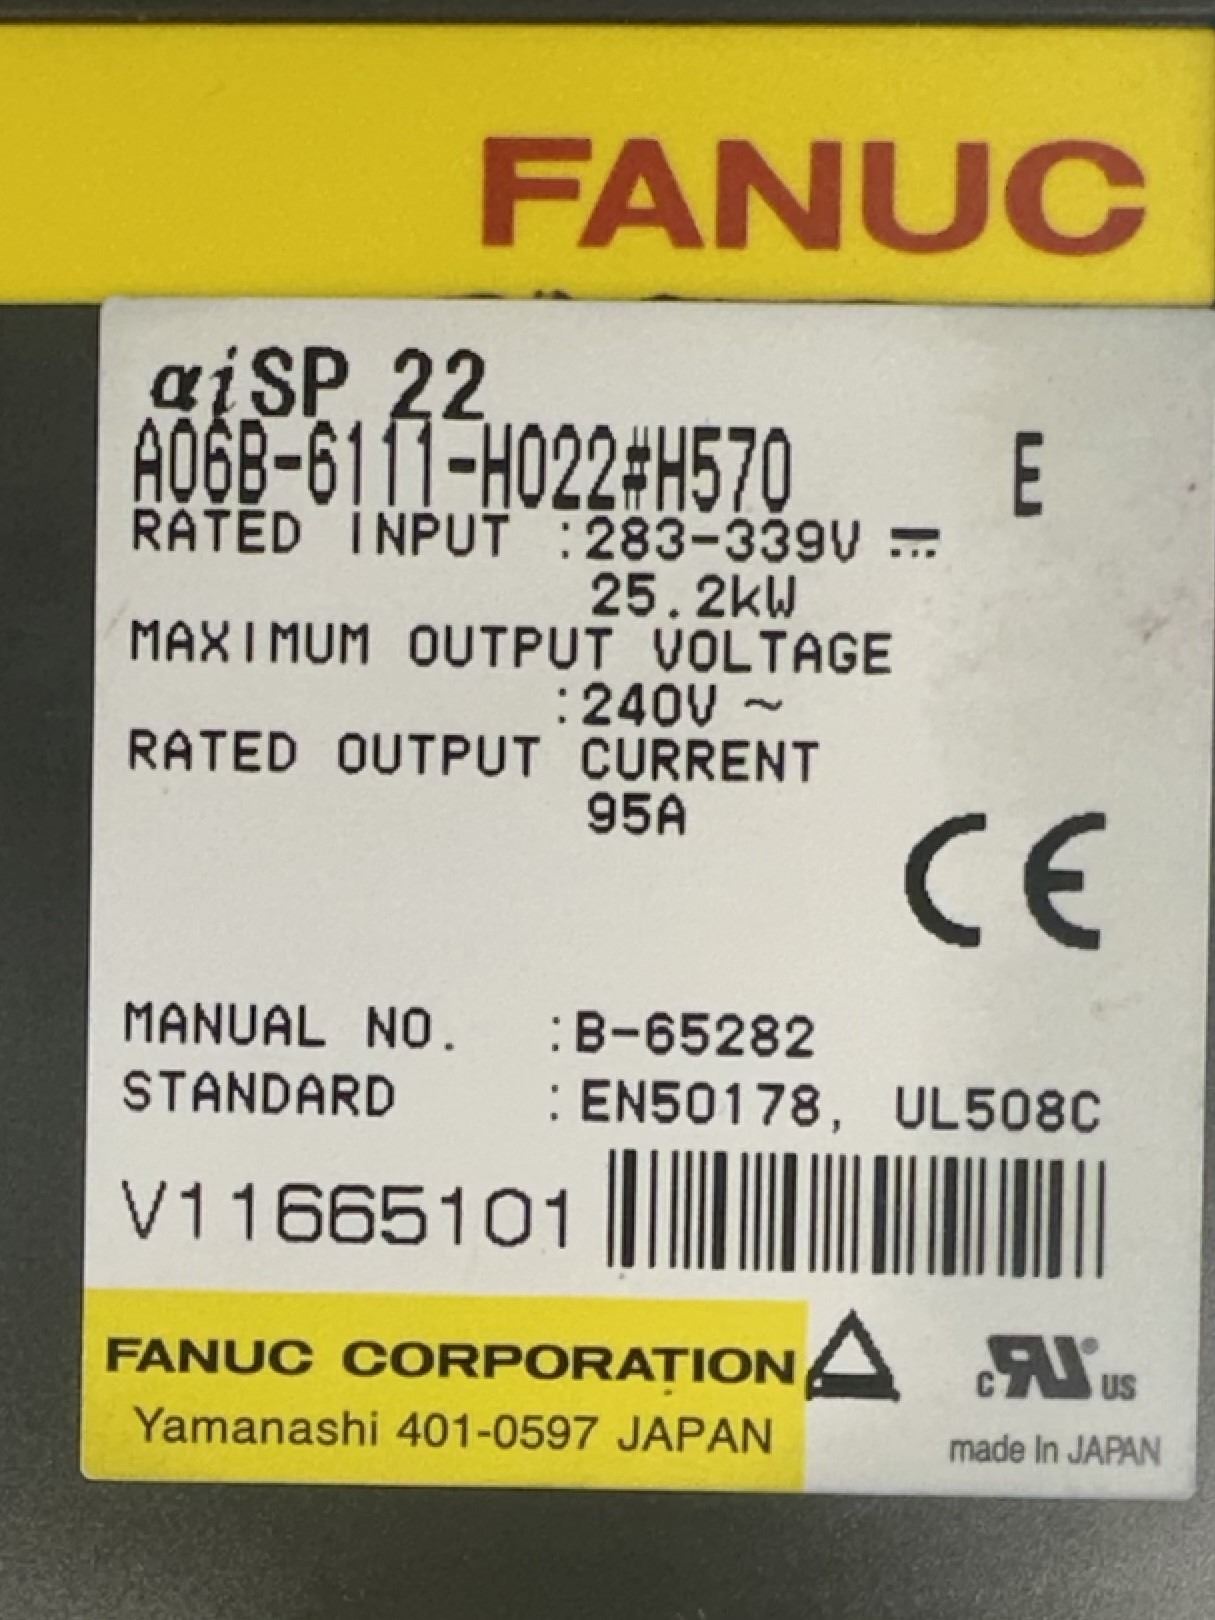 FANUC
αiSP 22
A06B-6111-H022#H570 E
RATED INPUT :283-339V ⎓
25.2kW
MAXIMUM OUTPUT VOLTAGE
:240V ~
RATED OUTPUT CURRENT
95A
CE
MANUAL NO. :B-65282
STANDARD :EN50178, UL508C
V11665101
FANUC CORPORATION
Yamanashi 401-0597 JAPAN
c RU® US
made In JAPAN